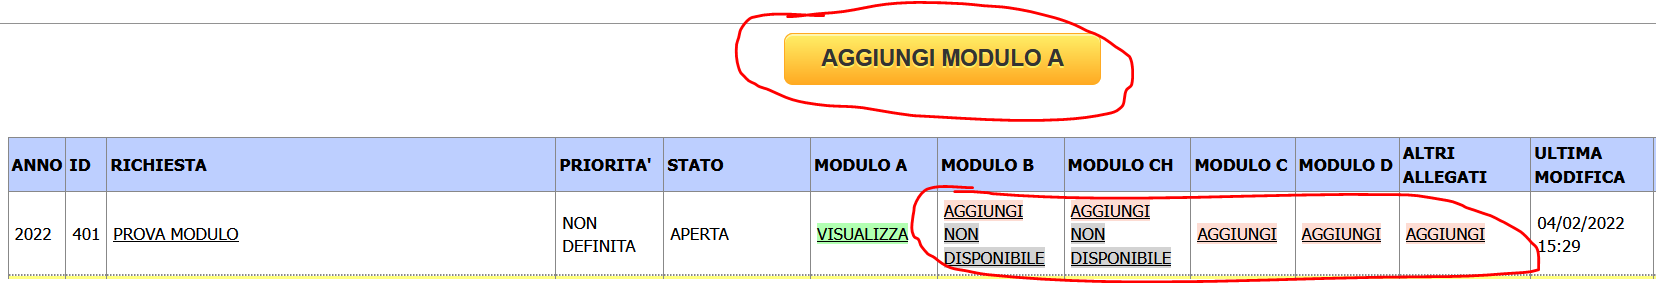 AGGIUNGI MODULO A
ANNO ID RICHIESTA PRIORITA' STATO MODULO A MODULO B MODULO CH MODULO C MODULO D ALTRI ALLEGATI ULTIMA MODIFICA
2022 401 PROVA MODULO NON DEFINITA APERTA VISUALIZZA AGGIUNGI NON DISPONIBILE AGGIUNGI NON DISPONIBILE AGGIUNGI AGGIUNGI AGGIUNGI 04/02/2022 15:29